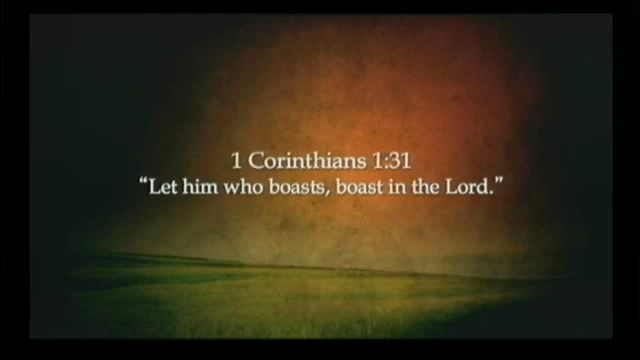 1 Corinthians 1:31
“Let him who boasts, boast in the Lord.”